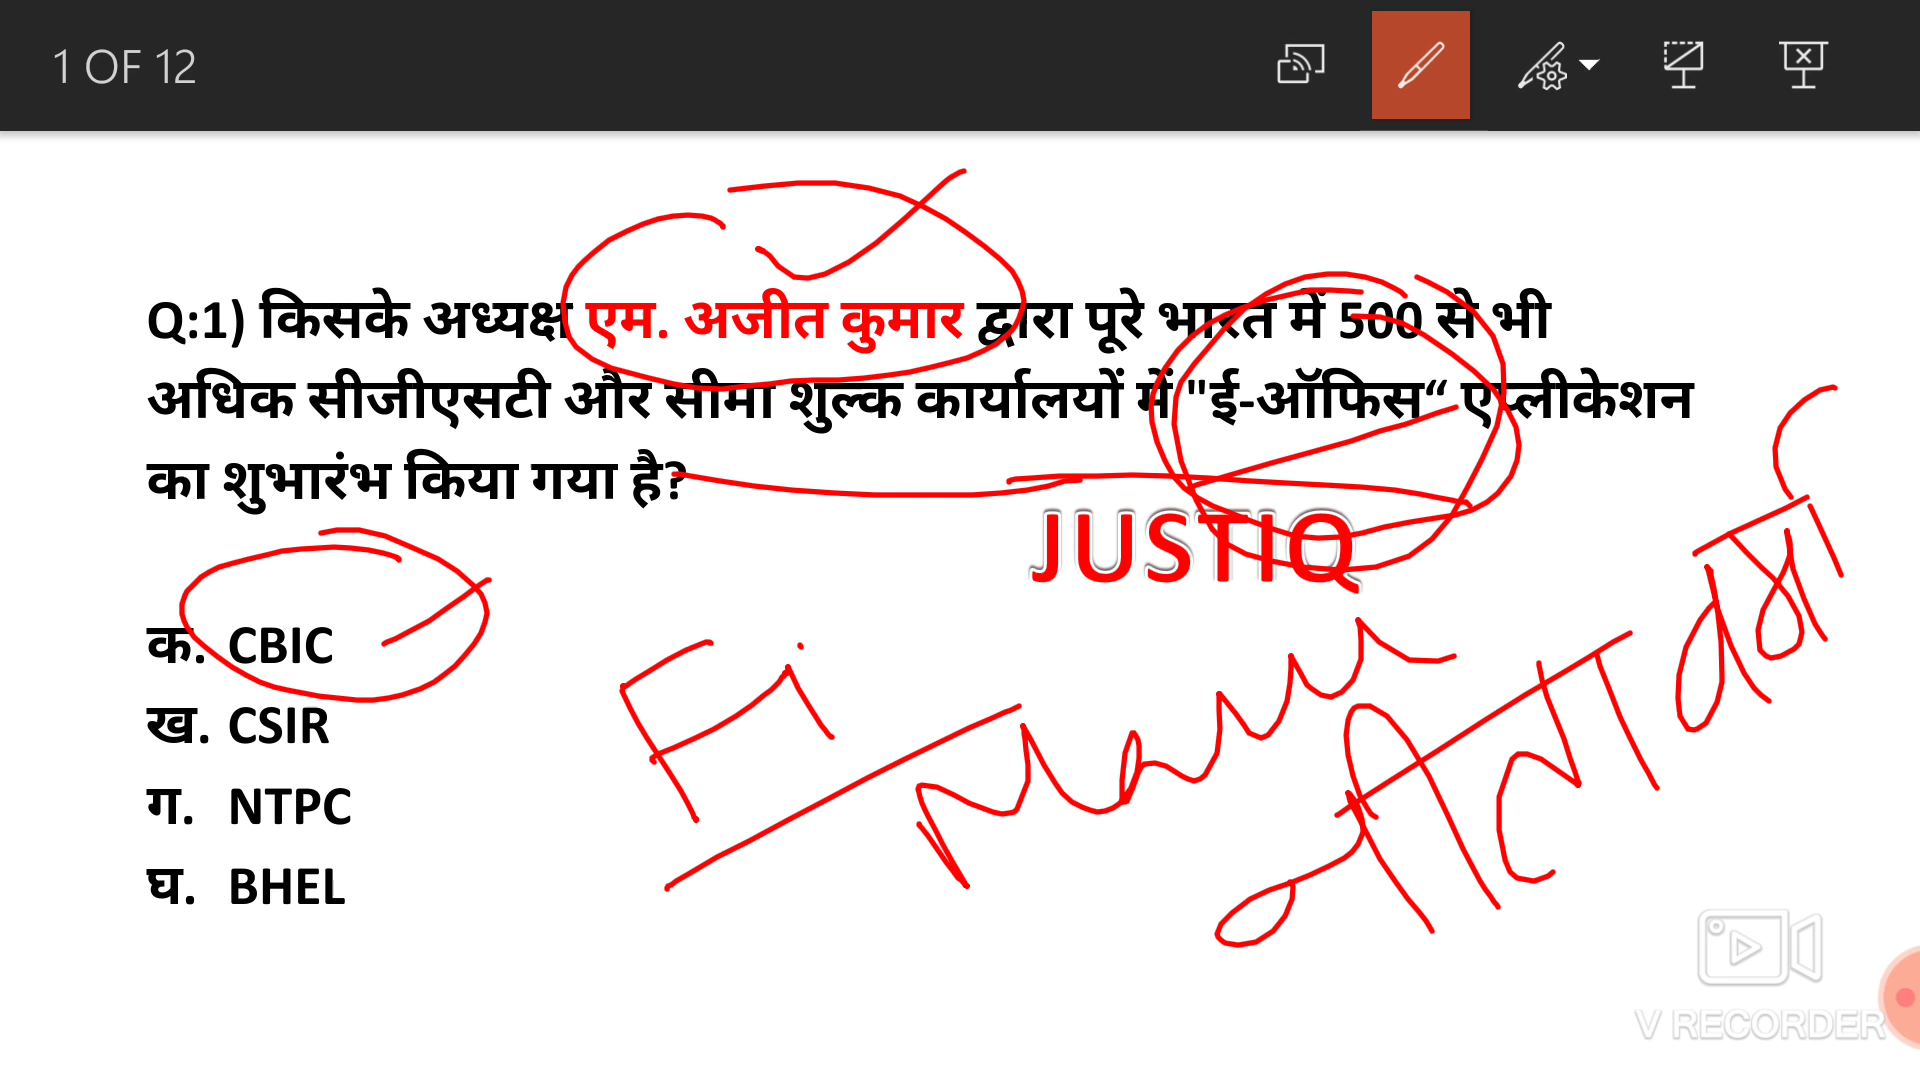 1 OF 12
Q:1) किसके अध्यक्ष एम. अजीत कुमार द्वारा पूरे भारत में 500 से भी
अधिक सीजीएसटी और सीमा शुल्क कार्यालयों में "ई-ऑफिस“ एप्लीकेशन
का शुभारंभ किया गया है?
JUSTIQ
क. CBIC
ख. CSIR
ग. NTPC
घ. BHEL
V RECORDER